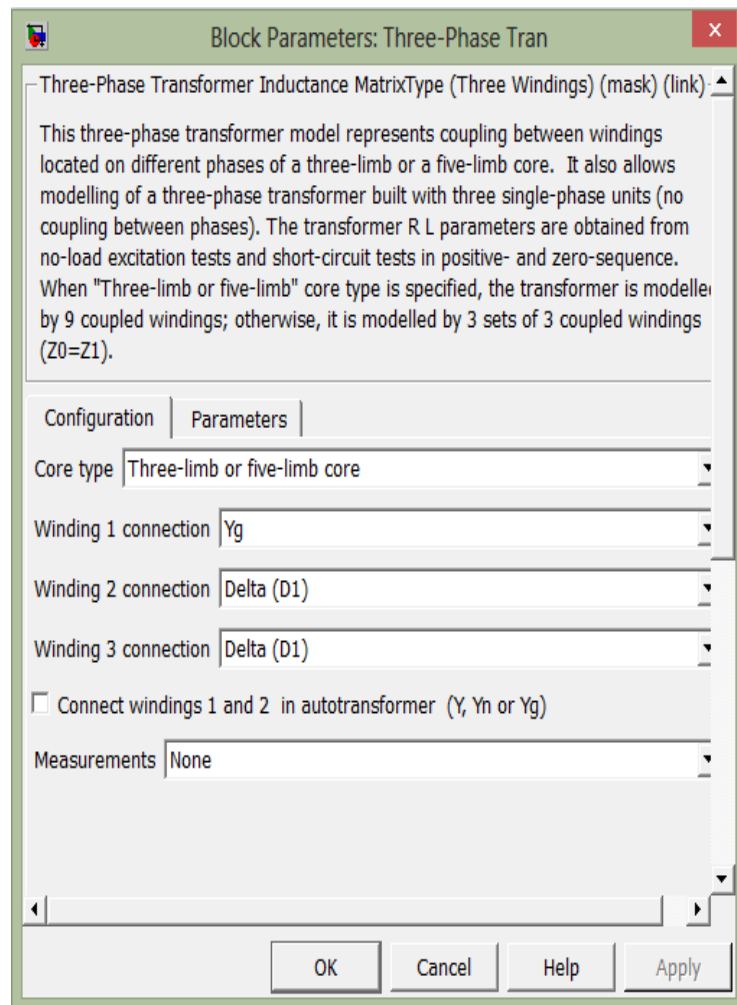 Block Parameters: Three-Phase Tran
x
Three-Phase Transformer Inductance MatrixType (Three Windings) (mask) (link)
This three-phase transformer model represents coupling between windings
located on different phases of a three-limb or a five-limb core. It also allows
modelling of a three-phase transformer built with three single-phase units (no
coupling between phases). The transformer R L parameters are obtained from
no-load excitation tests and short-circuit tests in positive- and zero-sequence.
When "Three-limb or five-limb" core type is specified, the transformer is modelle
by 9 coupled windings; otherwise, it is modelled by 3 sets of 3 coupled windings
(Z0=Z1).
Configuration Parameters
Core type Three-limb or five-limb core
Winding 1 connection Yg
Winding 2 connection Delta (D1)
Winding 3 connection Delta (D1)
Connect windings 1 and 2 in autotransformer (Y, Yn or Yg)
Measurements None
OK Cancel Help Apply